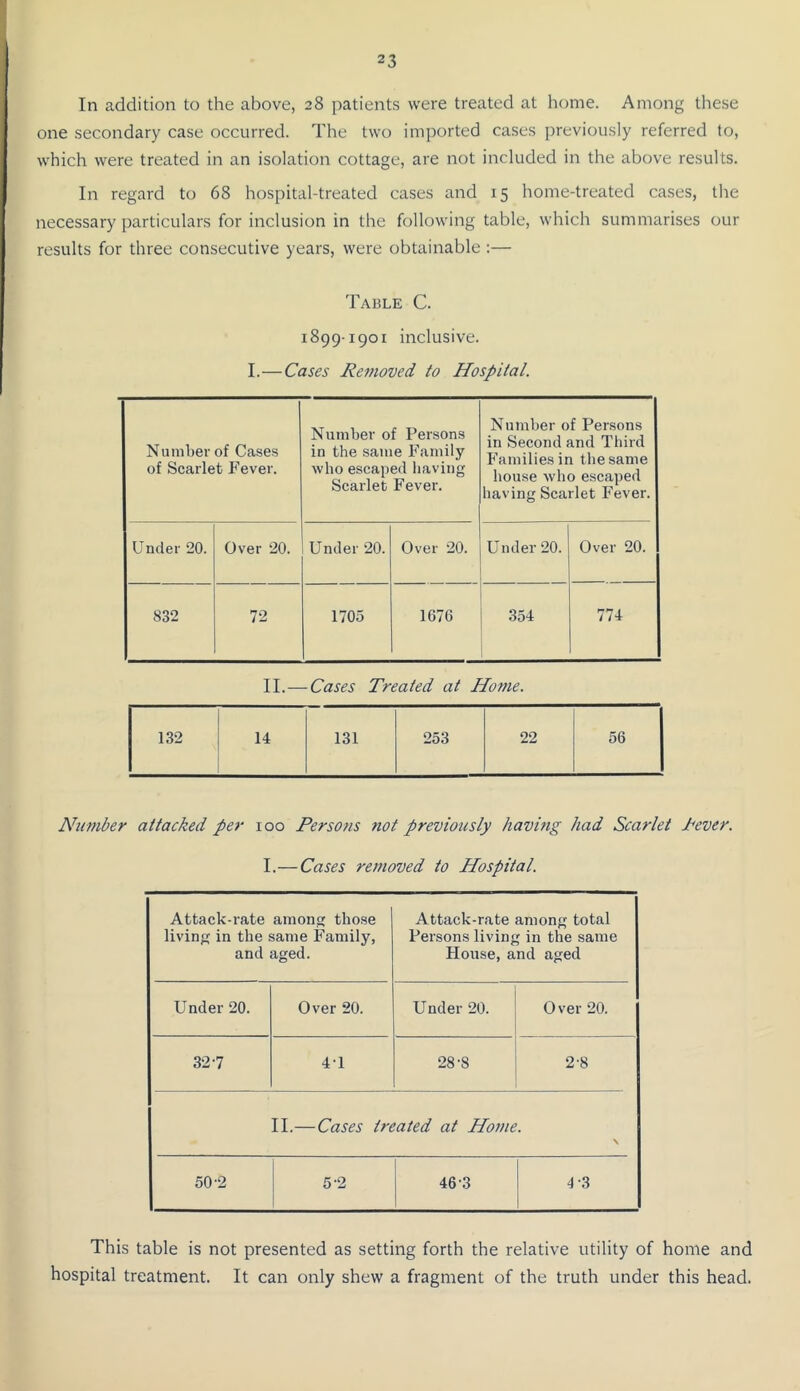 23
In addition to the above, 28 patients were treated at home. Among these
one secondary case occurred. The two imported cases previously referred to,
which were treated in an isolation cottage, are not included in the above results.
In regard to 68 hospital-treated cases and 15 home-treated cases, the
necessary particulars for inclusion in the following table, which summarises our
results for three consecutive years, were obtainable :—
TABLE C.
1899-1901 inclusive.
I.—Cases Removed to Hospital.
Number of Cases
of Scarlet Fever.
Number of Persons
in the same Family
who escaped having
Scarlet Fever.
Number of Persons
in Second and Third
Families in the same
house who escaped
having Scarlet Fever.
Under 20. Over 20. Under 20. Over 20. Under 20. Over 20.
832 72 1705 1676 354 774
II.—Cases Treated at Home.
132 14 131 253 22 56
Number attacked per 100 Persons not previously having had Scarlet Fever.
I.—Cases removed to Hospital.
Attack-rate among those
living in the same Family,
and aged.
Attack-rate among total
Persons living in the same
House, and aged
Under 20. Over 20. Under 20. Over 20.
32·7 4·1 28·8 2·8
II.—Cases treated at Home.
50·2 5·2 46·3 4·3
This table is not presented as setting forth the relative utility of home and
hospital treatment. It can only shew a fragment of the truth under this head.